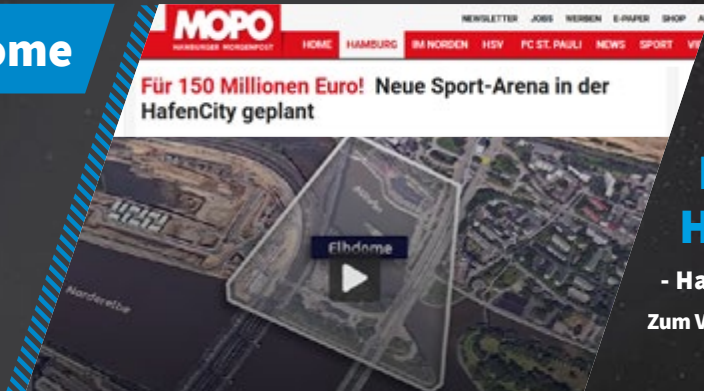 ome
MOPO
HAMBURGER MORGENPOST
NEWSLETTER JOBS WERBEN E-PAPER SHOP
HOME HAMBURG IM NORDEN HSV FC ST. PAULI NEWS SPORT
Für 150 Millionen Euro! Neue Sport-Arena in der
HafenCity geplant
Elbdome
Norderelbe
H
- Ha
Zum V